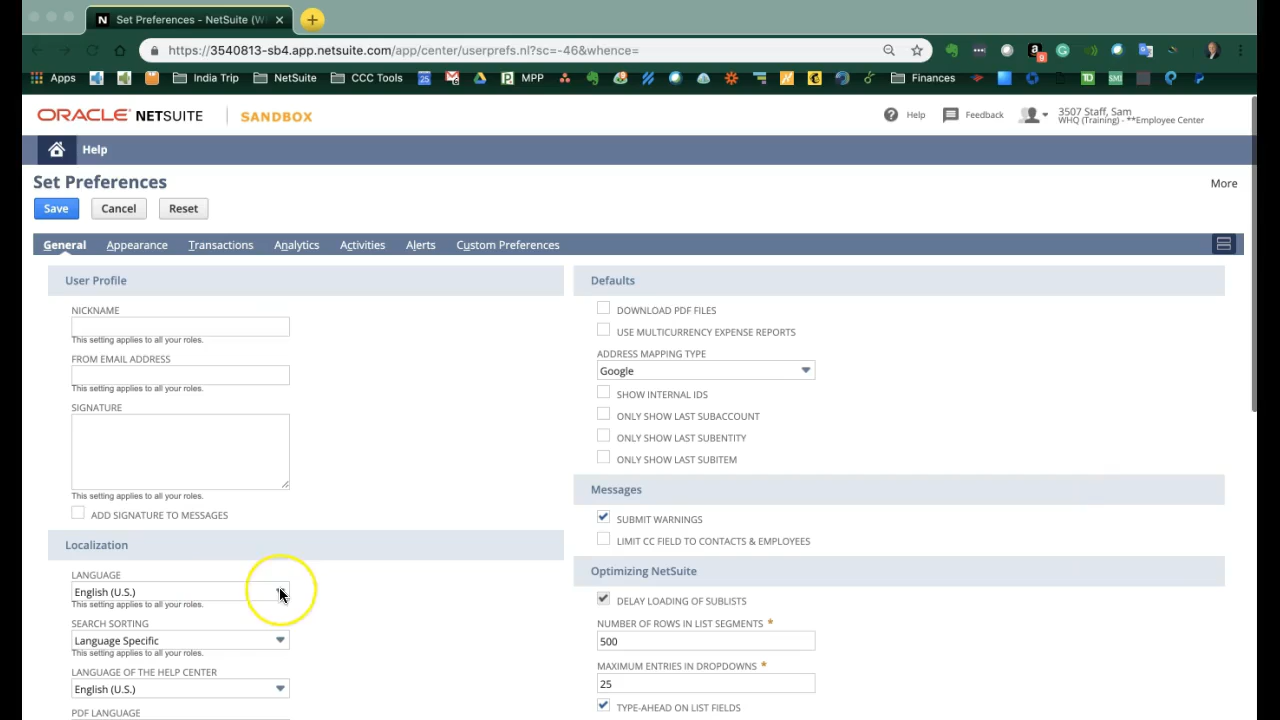 Set Preferences - NetSuite (W
https://3540813-sb4.app.netsuite.com/app/center/userprefs.nl?sc=-46&whence=
Apps India Trip NetSuite CCC Tools 25 MPP Finances
ORACLE NETSUITE SANDBOX Help Feedback 3507 Staff, Sam
WHQ (Training) - **Employee Center
Help
Set Preferences
More
Save Cancel Reset
General Appearance Transactions Analytics Activities Alerts Custom Preferences
User Profile
NICKNAME
This setting applies to all your roles.
FROM EMAIL ADDRESS
This setting applies to all your roles.
SIGNATURE
This setting applies to all your roles.
ADD SIGNATURE TO MESSAGES
Localization
LANGUAGE
English (U.S.)
This setting applies to all your roles.
SEARCH SORTING
Language Specific
This setting applies to all your roles.
LANGUAGE OF THE HELP CENTER
English (U.S.)
PDF LANGUAGE
Defaults
DOWNLOAD PDF FILES
USE MULTICURRENCY EXPENSE REPORTS
ADDRESS MAPPING TYPE
Google
SHOW INTERNAL IDS
ONLY SHOW LAST SUBACCOUNT
ONLY SHOW LAST SUBENTITY
ONLY SHOW LAST SUBITEM
Messages
SUBMIT WARNINGS
LIMIT CC FIELD TO CONTACTS & EMPLOYEES
Optimizing NetSuite
DELAY LOADING OF SUBLISTS
NUMBER OF ROWS IN LIST SEGMENTS *
500
MAXIMUM ENTRIES IN DROPDOWNS *
25
TYPE-AHEAD ON LIST FIELDS